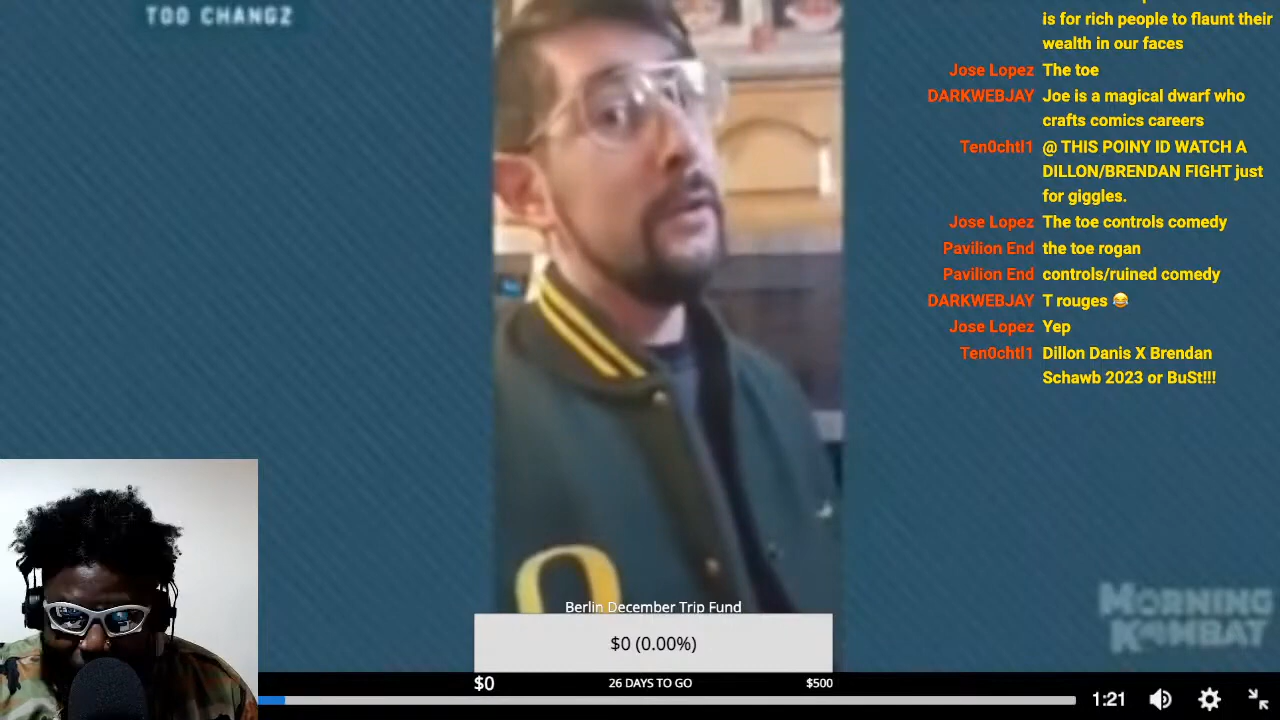 TOO CHANGZ
is for rich people to flaunt their
wealth in our faces
Jose Lopez The toe
DARKWEBJAY Joe is a magical dwarf who
crafts comics careers
Ten0chtl1 @ THIS POINY ID WATCH A
DILLON/BRENDAN FIGHT just
for giggles.
Jose Lopez The toe controls comedy
Pavilion End the toe rogan
Pavilion End controls/ruined comedy
DARKWEBJAY T rouges 😂
Jose Lopez Yep
Ten0chtl1 Dillon Danis X Brendan
Schawb 2023 or BuSt!!!
O
MORNING
KOMBAT
Berlin December Trip Fund
$0 (0.00%)
$0 26 DAYS TO GO $500
1:21